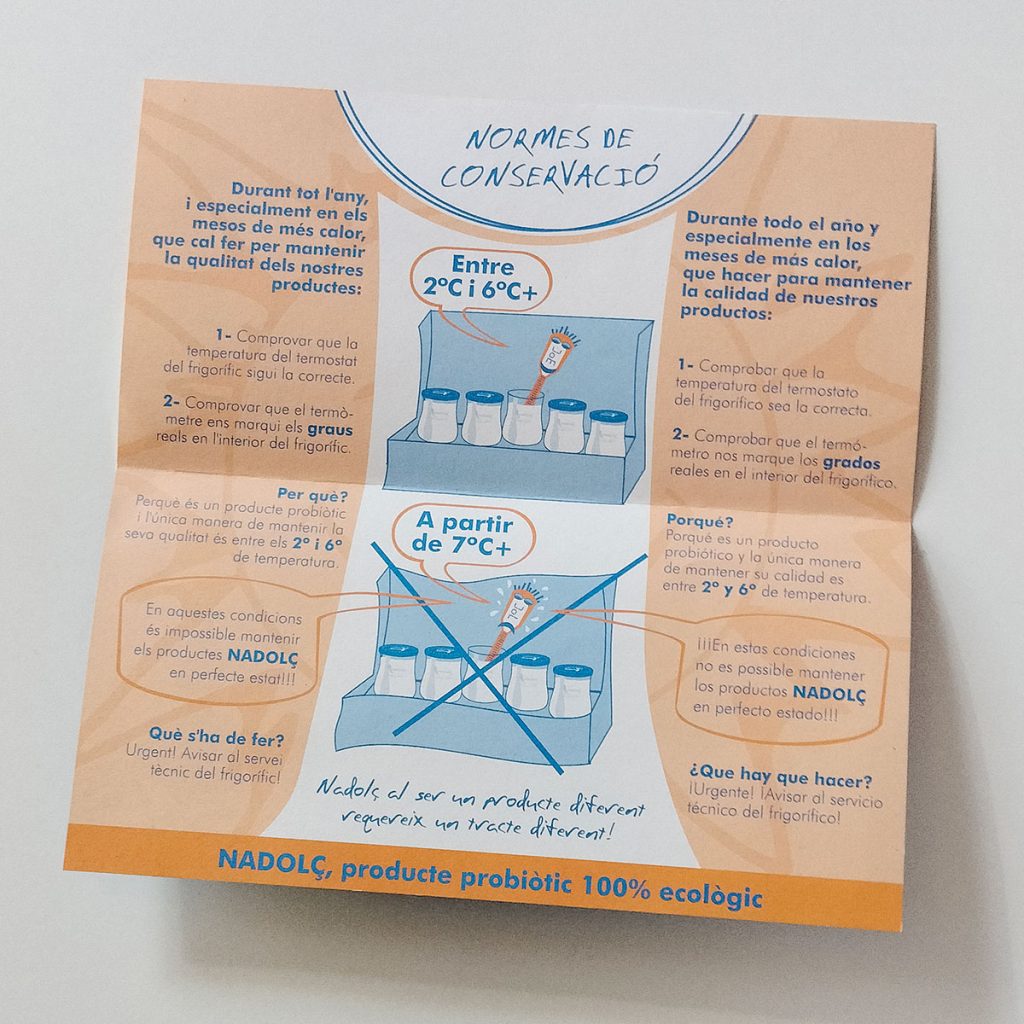 NORMES DE
CONSERVACIÓ
Durant tot l'any,
i especialment en els
mesos de més calor,
que cal fer per mantenir
la qualitat dels nostres
productes:
1- Comprovar que la
temperatura del termostat
del frigorífic sigui la correcte.
2- Comprovar que el termò-
metre ens marqui els graus
reals en l'interior del frigorífic.
Per què?
Perquè és un producte probiòtic
i l'única manera de mantenir la
seva qualitat és entre els 2º i 6º
de temperatura.
En aquestes condicions
és impossible mantenir
els productes NADOLÇ
en perfecte estat!!!
Què s'ha de fer?
Urgent! Avisar al servei
tècnic del frigorífic!
Entre
2ºC i 6ºC+
3ºC
A partir
de 7ºC+
Nadolç al ser un producte diferent
requereix un tracte diferent!
Durante todo el año y
especialmente en los
meses de más calor,
que hacer para mantener
la calidad de nuestros
productos:
1- Comprobar que la
temperatura del termostato
del frigorífico sea la correcta.
2- Comprobar que el termó-
metro nos marque los grados
reales en el interior del frigorífico.
Porqué?
Porqué es un producto
probiótico y la única manera
de mantener su calidad es
entre 2º y 6º de temperatura.
¡¡¡En estas condiciones
no es possible mantener
los productos NADOLÇ
en perfecto estado!!!
¿Que hay que hacer?
¡Urgente! ¡Avisar al servicio
técnico del frigorífico!
NADOLÇ, producte probiòtic 100% ecològic